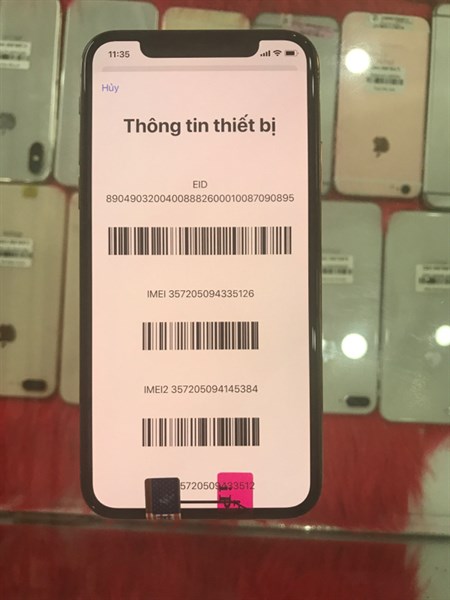 11:35
Hủy
Thông tin thiết bị
EID
89049032004008882600010087090895
IMEI 357205094335126
IMEI2 357205094145384